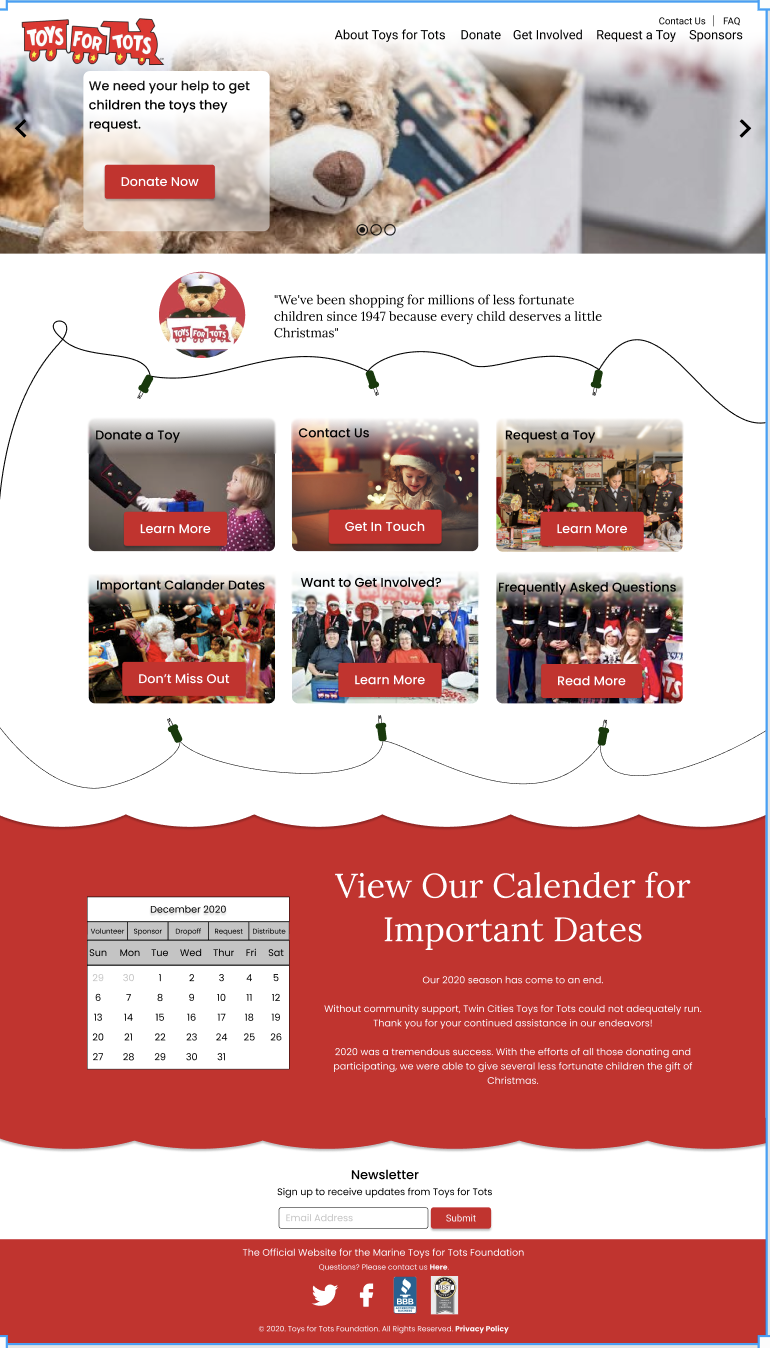 Contact Us | FAQ
TOYS FOR TOTS
About Toys for Tots Donate Get Involved Request a Toy Sponsors
We need your help to get
children the toys they
request.
Donate Now
"We've been shopping for millions of less fortunate
children since 1947 because every child deserves a little
Christmas"
TOYS FOR TOTS
Donate a Toy
Learn More
Contact Us
Get In Touch
Request a Toy
Learn More
Important Calander Dates
Don't Miss Out
Want to Get Involved?
Learn More
Frequently Asked Questions
Read More
View Our Calender for
Important Dates
December 2020
Volunteer Sponsor Dropoff Request Distribute
Sun Mon Tue Wed Thur Fri Sat
29 30 1 2 3 4 5
6 7 8 9 10 11 12
13 14 15 16 17 18 19
20 21 22 23 24 25 26
27 28 29 30 31
Our 2020 season has come to an end.
Without community support, Twin Cities Toys for Tots could not adequately run.
Thank you for your continued assistance in our endeavors!
2020 was a tremendous success. With the efforts of all those donating and
participating, we were able to give several less fortunate children the gift of
Christmas.
Newsletter
Sign up to receive updates from Toys for Tots
Email Address
Submit
The Official Website for the Marine Toys for Tots Foundation
Questions? Please contact us Here.
BBB
© 2020. Toys for Tots Foundation. All Rights Reserved. Privacy Policy